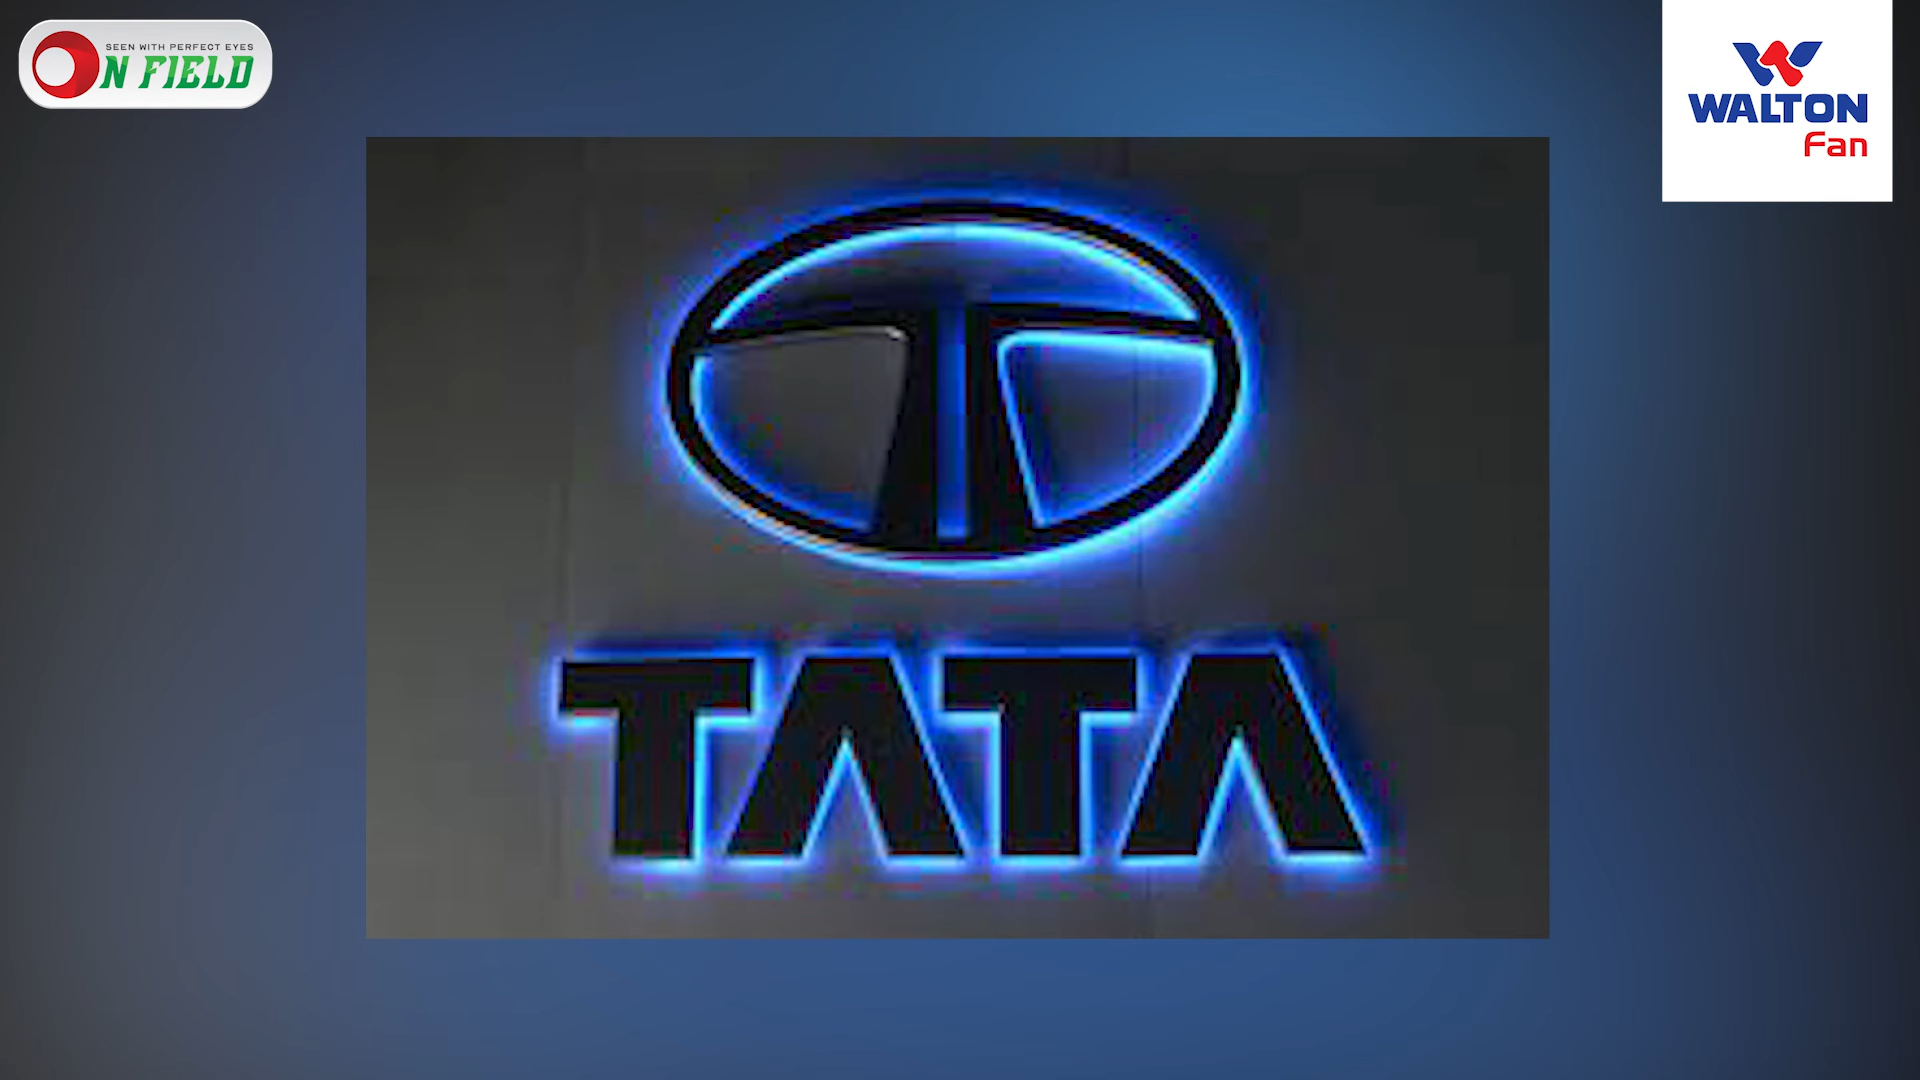 SEEN WITH PERFECT EYES
ON FIELD
WALTON
Fan
TATA